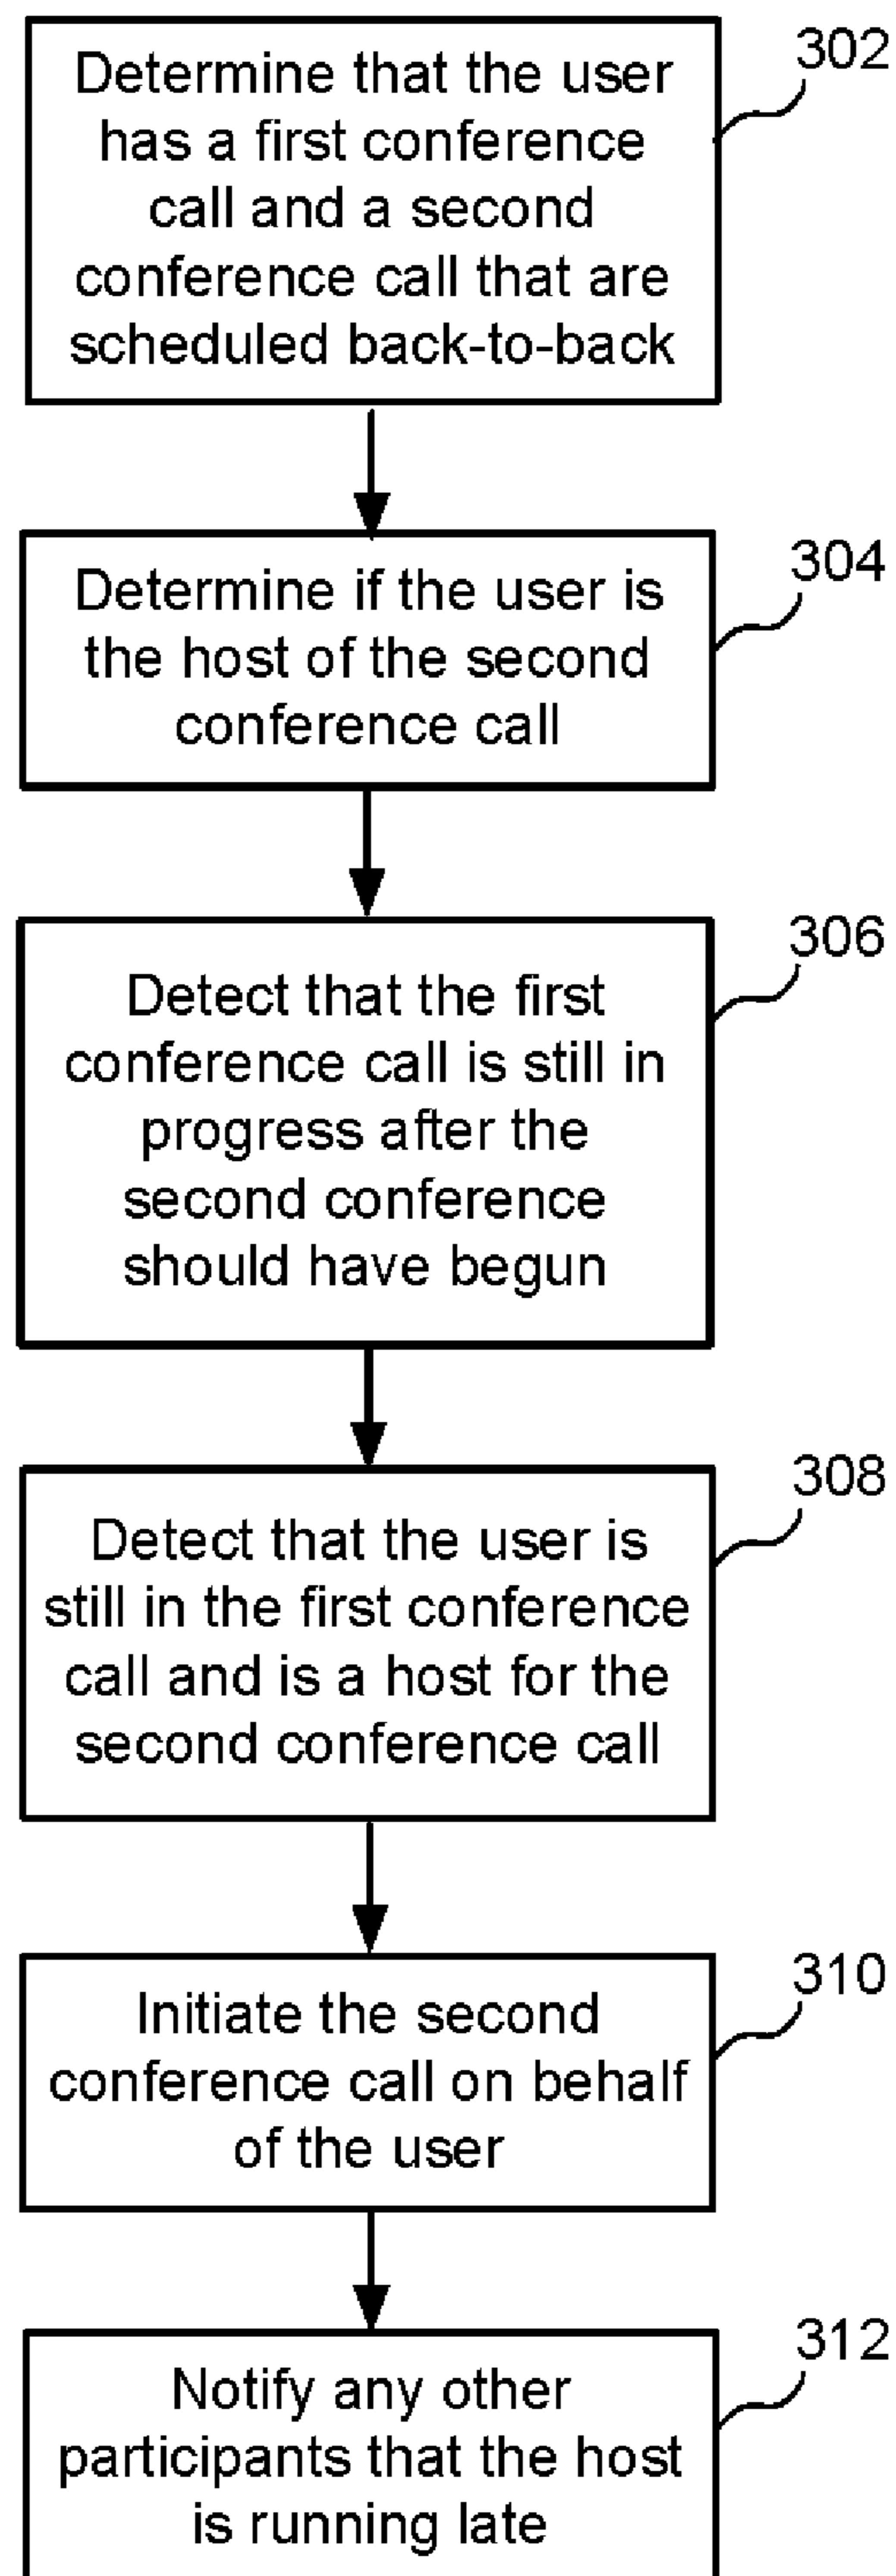 302
Determine that the user
has a first conference
call and a second
conference call that are
scheduled back-to-back
304
Determine if the user is
the host of the second
conference call
306
Detect that the first
conference call is still in
progress after the
second conference
should have begun
308
Detect that the user is
still in the first conference
call and is a host for the
second conference call
310
Initiate the second
conference call on behalf
of the user
312
Notify any other
participants that the host
is running late